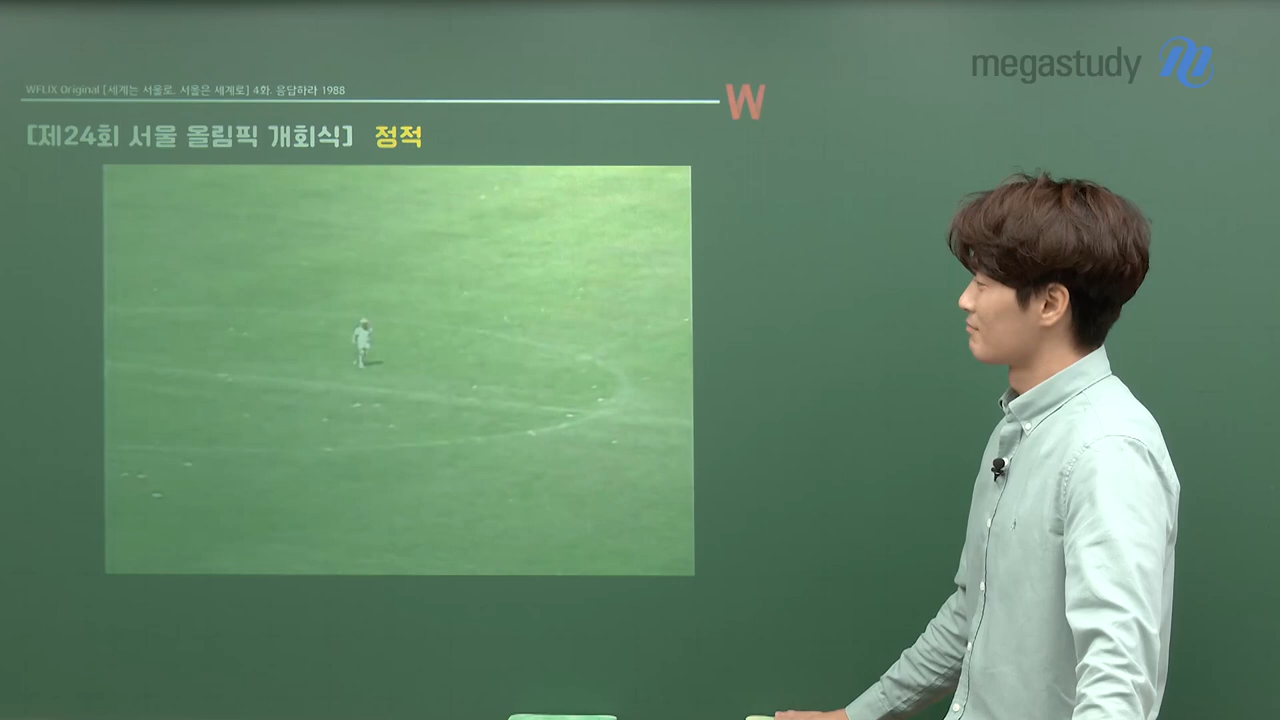 megastudy
WFLIX Original [세계는 서울로, 서울은 세계로] 4화. 응답하라 1988
W
[제24회 서울 올림픽 개회식] 정적